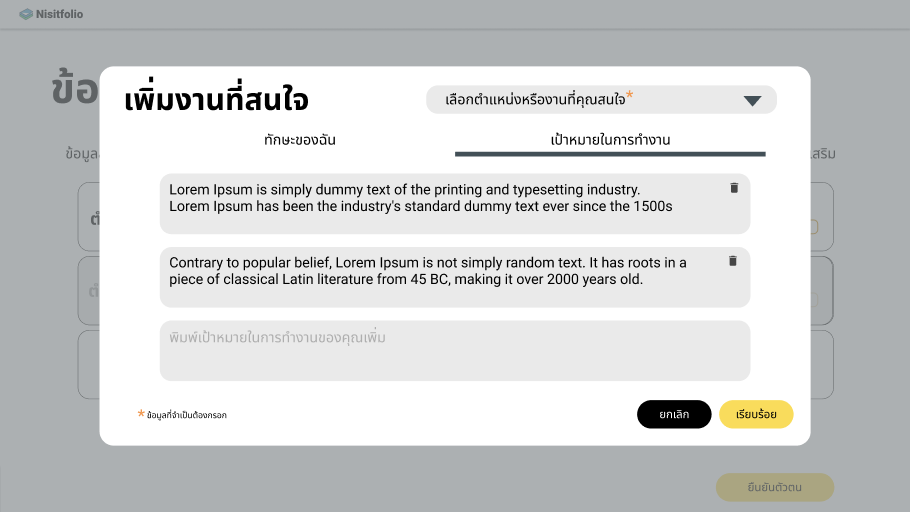 Nisitfolio
ข้อ
เพิ่มงานที่สนใจ
เลือกตำแหน่งหรืองานที่คุณสนใจ*
ทักษะของฉัน
เป้าหมายในการทำงาน
ข้อมูล
เสริม
Lorem Ipsum is simply dummy text of the printing and typesetting industry.
Lorem Ipsum has been the industry's standard dummy text ever since the 1500s
Contrary to popular belief, Lorem Ipsum is not simply random text. It has roots in a
piece of classical Latin literature from 45 BC, making it over 2000 years old.
พิมพ์เป้าหมายในการทำงานของคุณเพิ่ม
*ข้อมูลที่จำเป็นต้องกรอก
ยกเลิก
เรียบร้อย
ยืนยันตัวตน